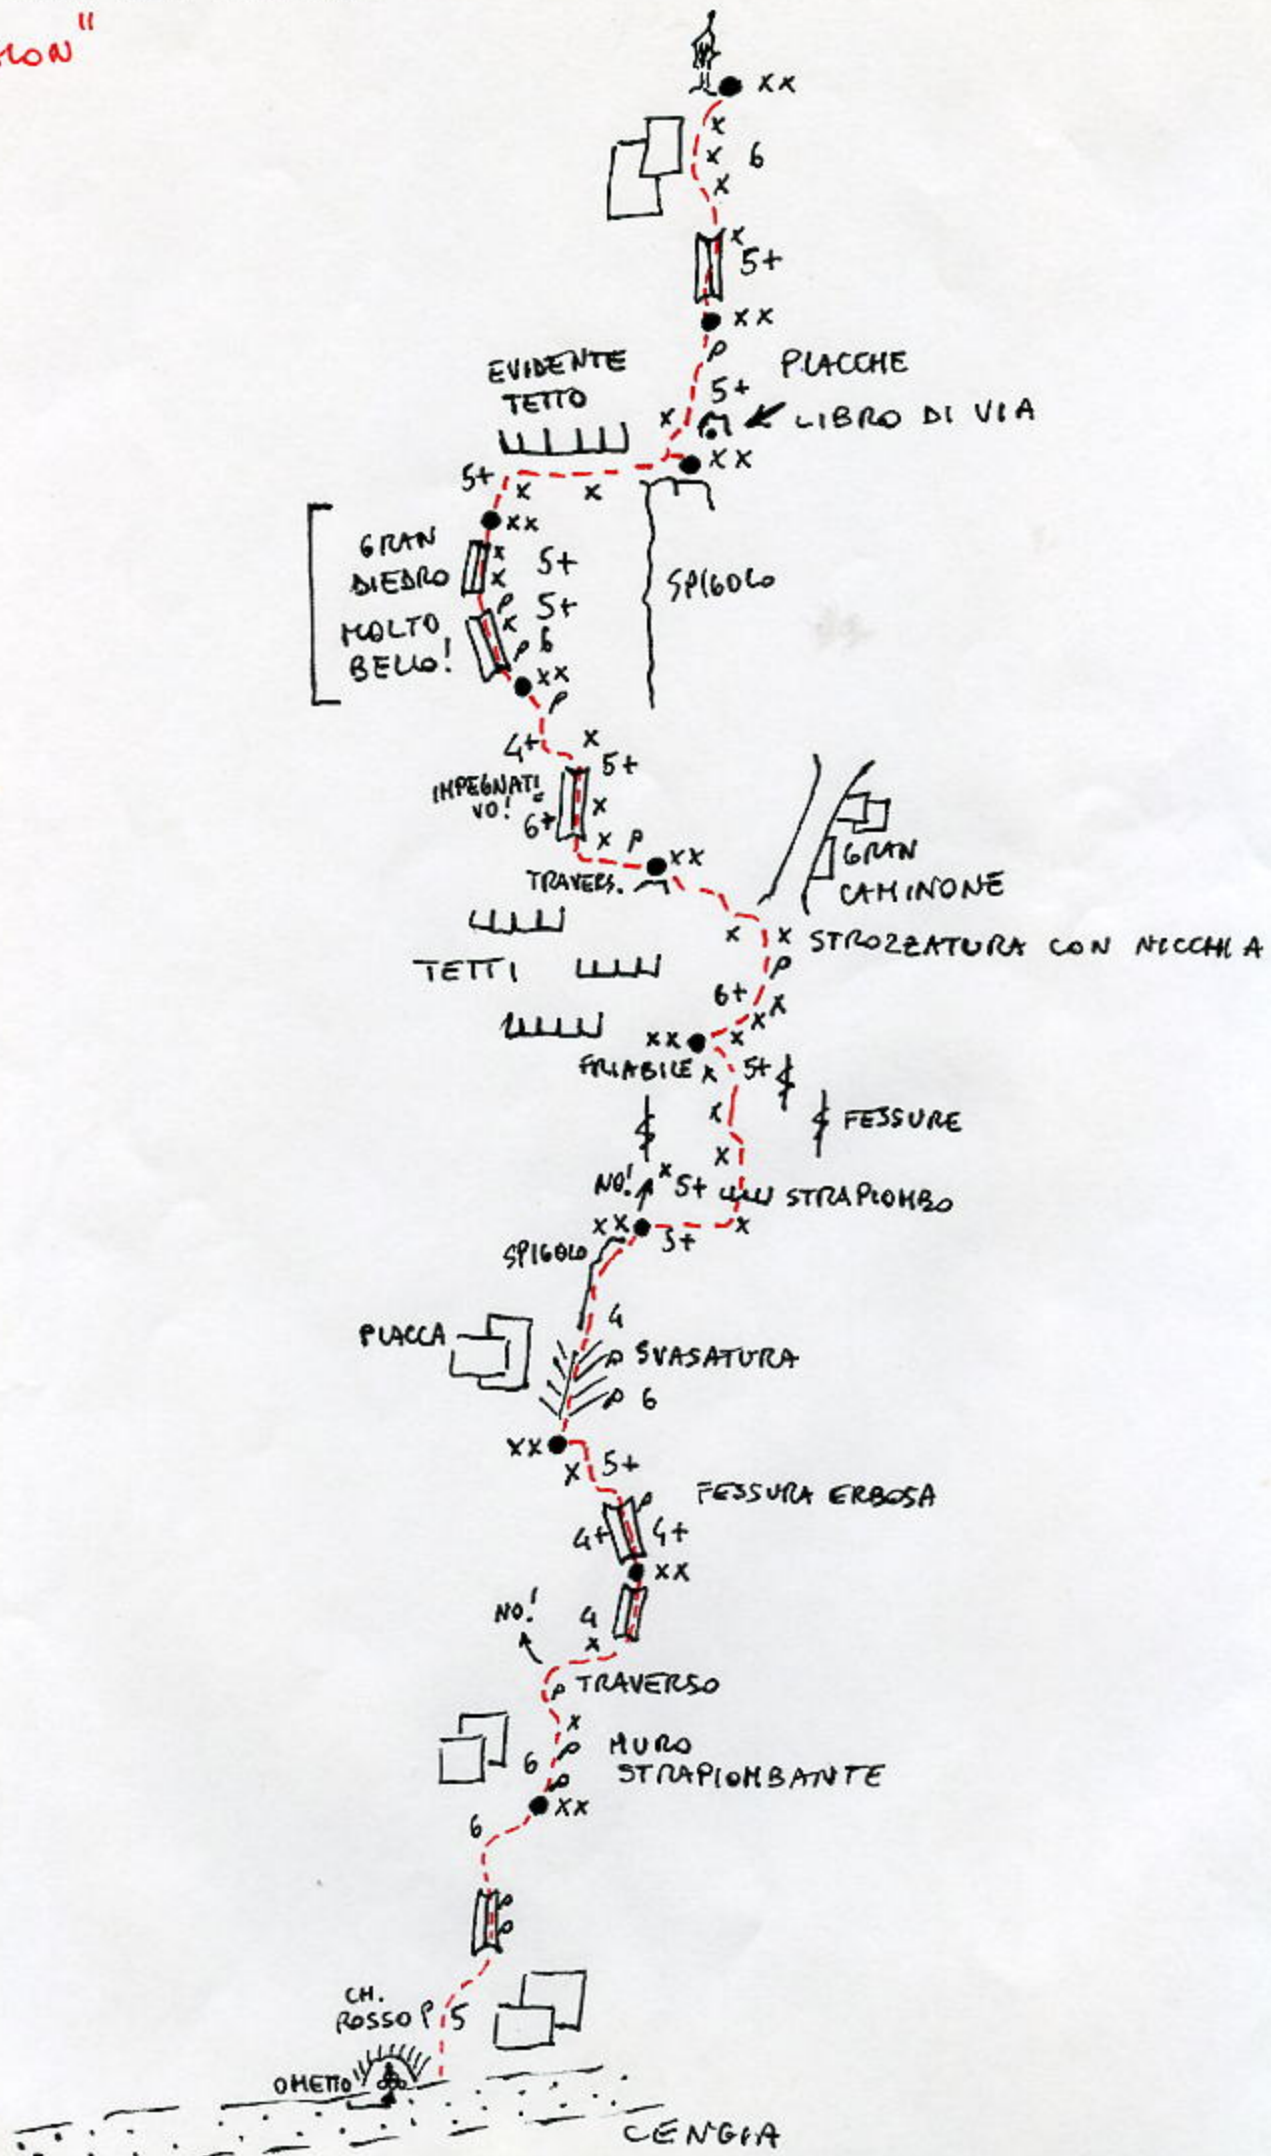 "
XX
X
X 6
X
X
5+
XX
P
EVIDENTE
TETTO
PLACCHE
5+
X
LIBRO DI VIA
XX
5+
X X
XX
GRAN
DIEDRO
X
X
5+
SPIGOLO
P
5+
X
MOLTO
BELLO!
P 6
XX
P
4+
X
5+
IMPEGNATI
VO!
=
6+
X
X P
XX
TRAVERS.
GRAN
CAMINONE
X X STROZZATURA CON NICCHIA
TETTI
P
6+
X
X
XX
X
FRIABILE X 5+
X
FESSURE
X
NO!
X
5+
STRAPIOMBO
XX
5+
X
SPIGOLO
4
PLACCA
P SVASATURA
P 6
XX
X 5+
P
FESSURA ERBOSA
4+ 4+
XX
NO!
4
X
P TRAVERSO
X
6 P
P
MURO
STRAPIOMBANTE
XX
6
P
P
CH.
ROSSO P 5
OMETTO
CENGIA